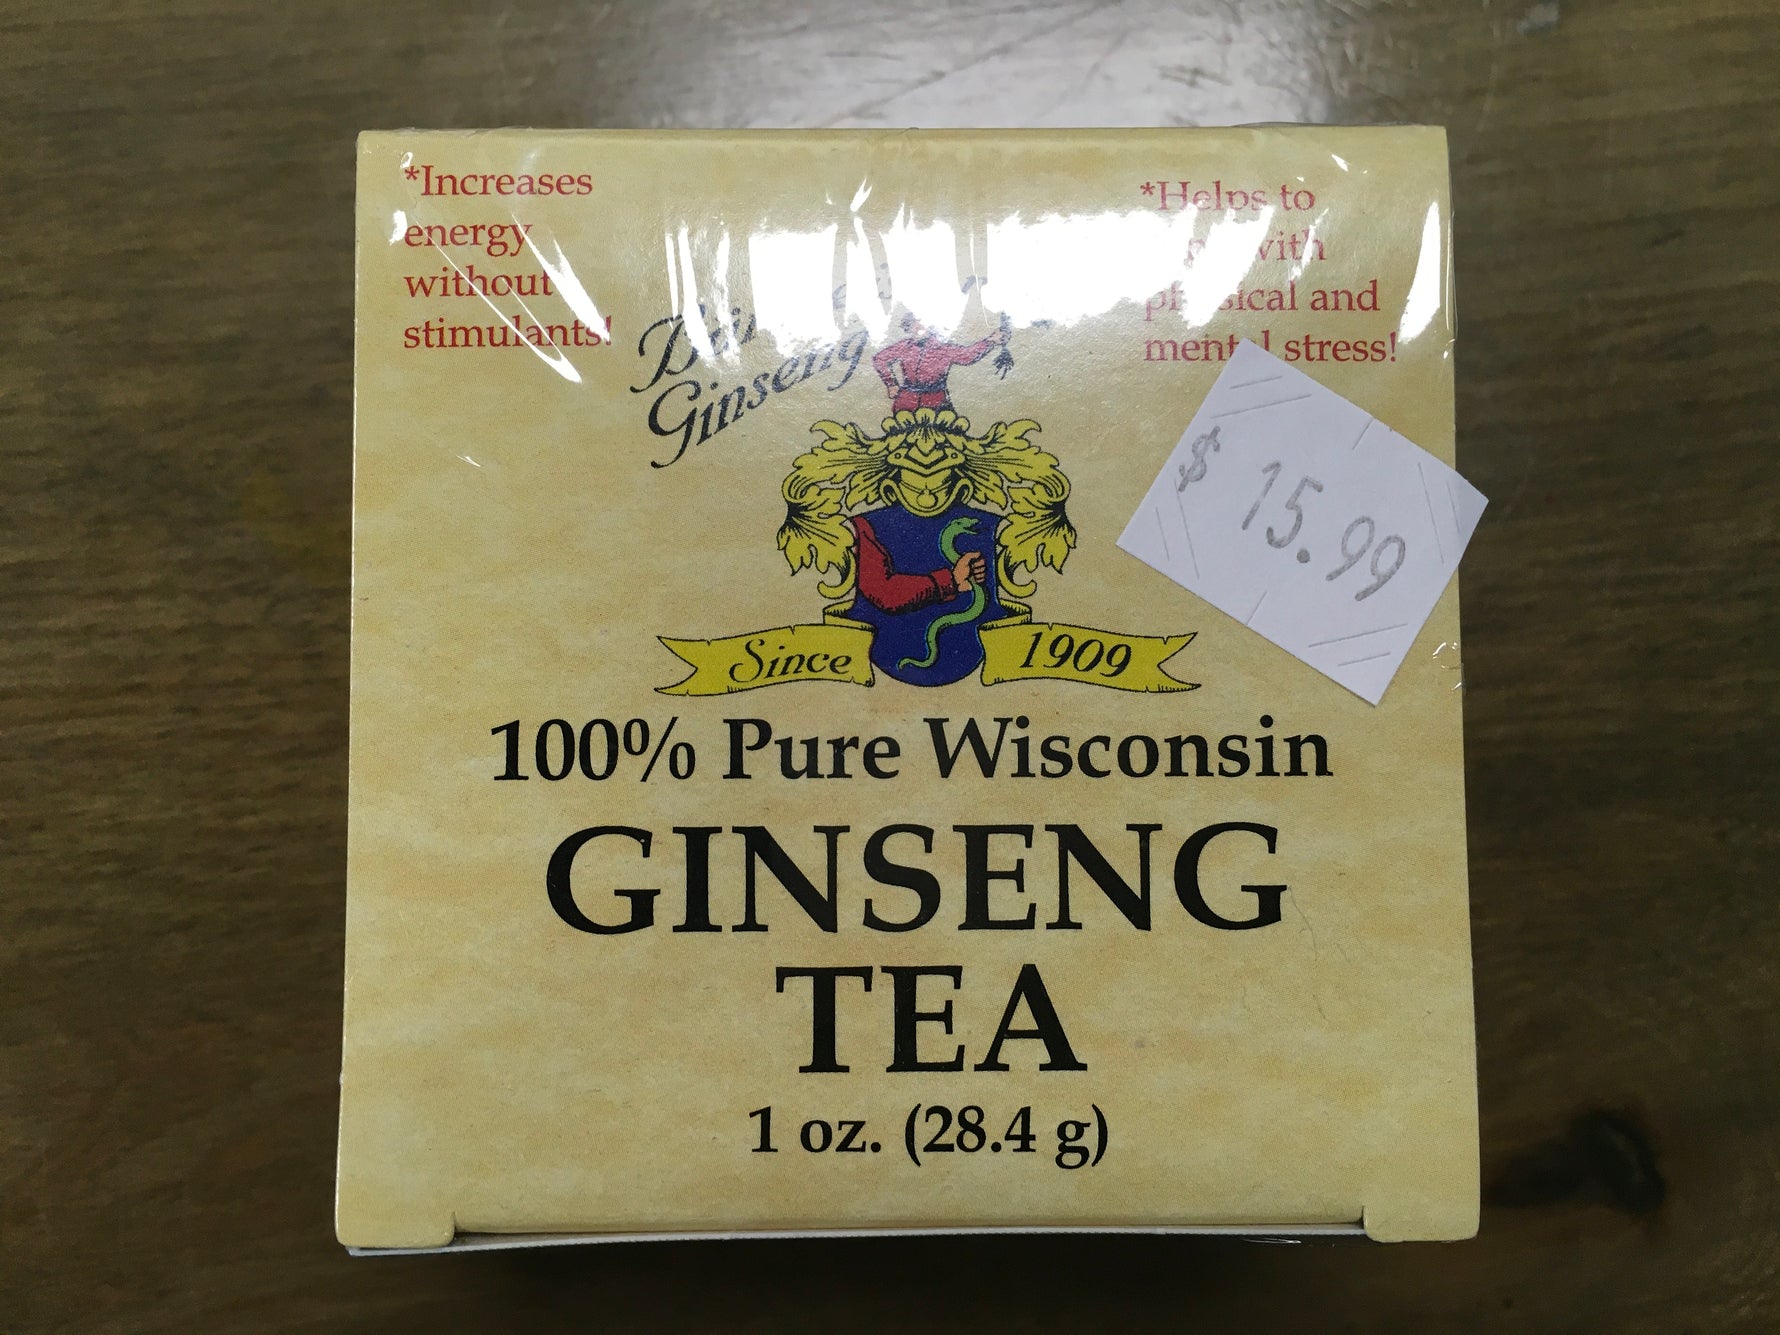 *Increases
energy
without
stimulants!
*Helps to
with
physical and
mental stress!
Ginseng
$ 15.99
Since 1909
100% Pure Wisconsin
GINSENG
TEA
1 oz. (28.4 g)